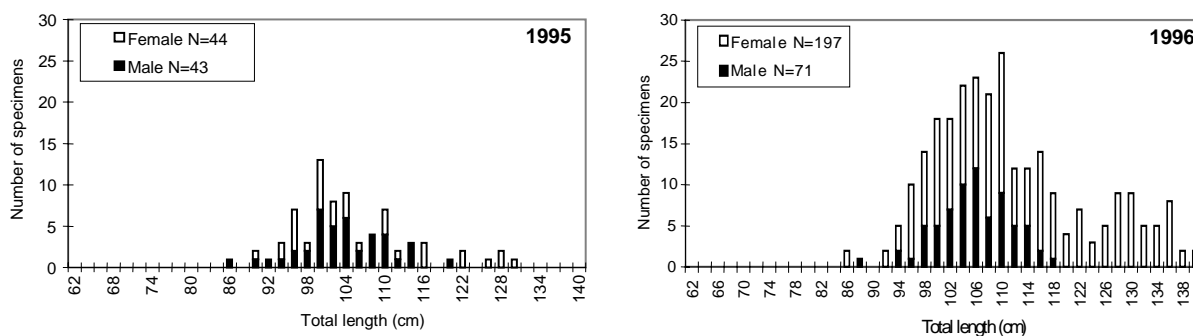 1995
Female N=44
Male N=43
Number of specimens
30
25
20
15
10
5
0
62 68 74 80 86 92 98 104 110 116 122 128 134 140
Total length (cm)
1996
Female N=197
Male N=71
Number of specimens
30
25
20
15
10
5
0
62 66 70 74 78 82 86 90 94 98 102 106 110 114 118 122 126 130 134 138
Total length (cm)